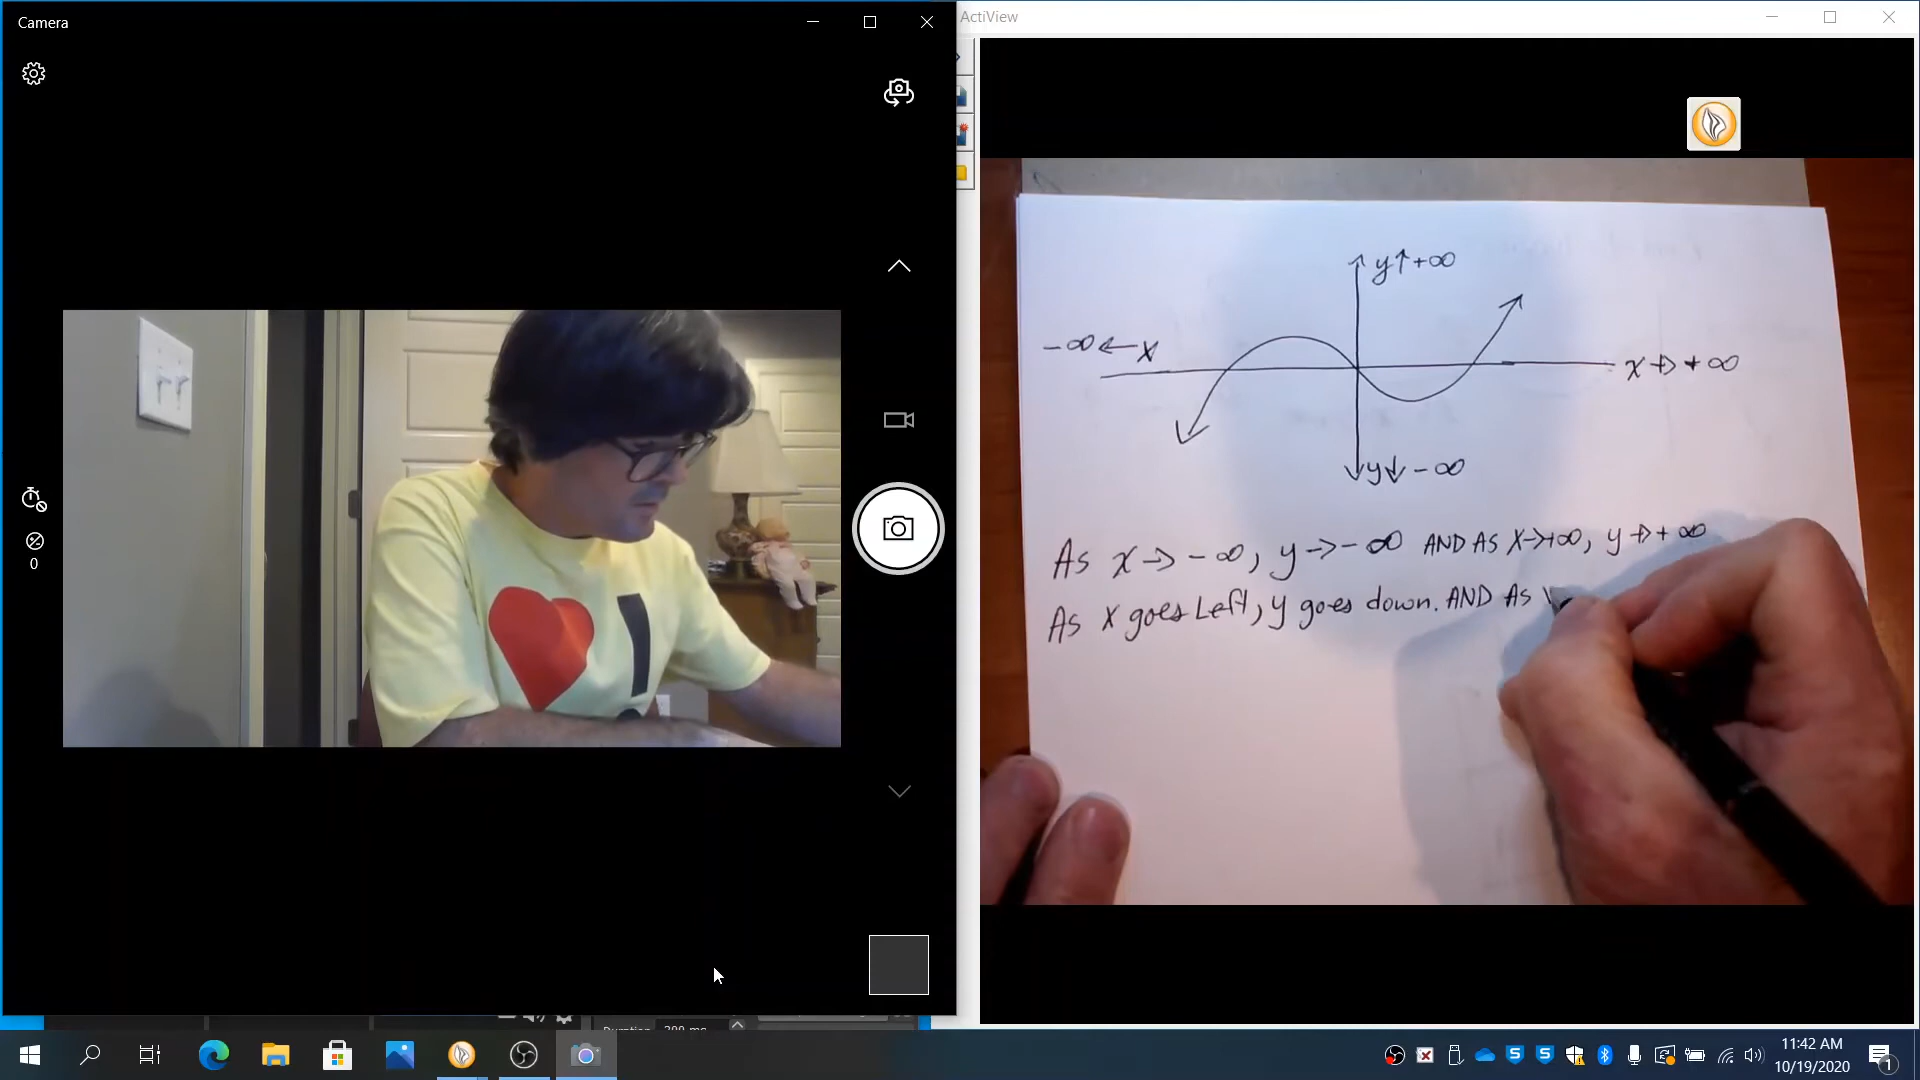 Camera
ActiView
0
y↑+∞
-∞←x
x→+∞
y↓-∞
As x→-∞, y→-∞ AND AS X→+∞, y→+∞
As x goes Left, y goes down. AND AS
11:42 AM
10/19/2020
1